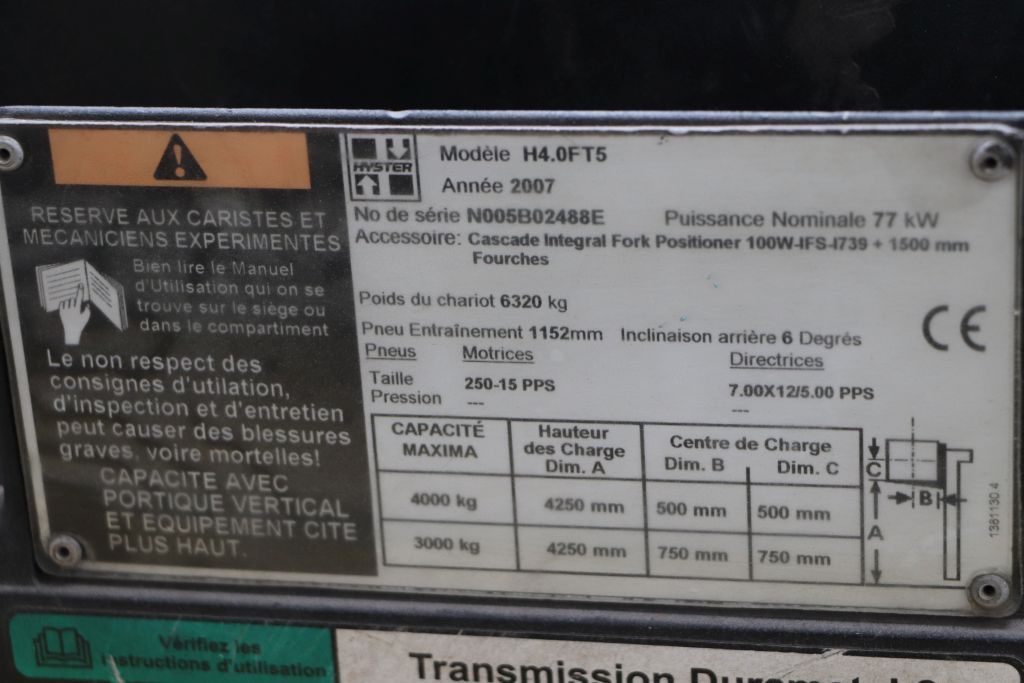 RESERVE AUX CARISTES ET
MECANICIENS EXPERIMENTES
Bien lire le Manuel
d'Utilisation qui on se
trouve sur le siége ou
dans le compartiment
Le non respect des
consignes d'utilation,
d'inspection et d'entretien
peut causer des blessures
graves, voire mortelles!
CAPACITE AVEC
PORTIQUE VERTICAL
ET EQUIPEMENT CITE
PLUS HAUT.
HYSTER
Modèle H4.0FT5
Année 2007
No de série N005B02488E Puissance Nominale 77 kW
Accessoire: Cascade Integral Fork Positioner 100W-IFS-I739 + 1500 mm
Fourches
Poids du chariot 6320 kg
Pneu Entraînement 1152mm Inclinaison arrière 6 Degrés
Pneus Motrices Directrices
Taille 250-15 PPS 7.00X12/5.00 PPS
Pression --- ---
CE
CAPACITÉ MAXIMA Hauteur des Charge Dim. A Centre de Charge Dim. B Dim. C
4000 kg 4250 mm 500 mm 500 mm
3000 kg 4250 mm 750 mm 750 mm
C
B
A
1381130.4
Vérifiez les
instructions d'utilisation
Transmission